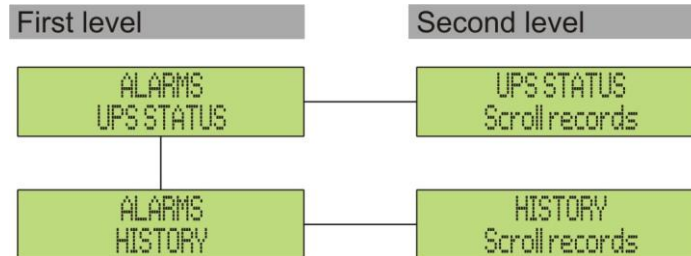 First level
Second level
ALARMS
UPS STATUS
UPS STATUS
Scroll records
ALARMS
HISTORY
HISTORY
Scroll records